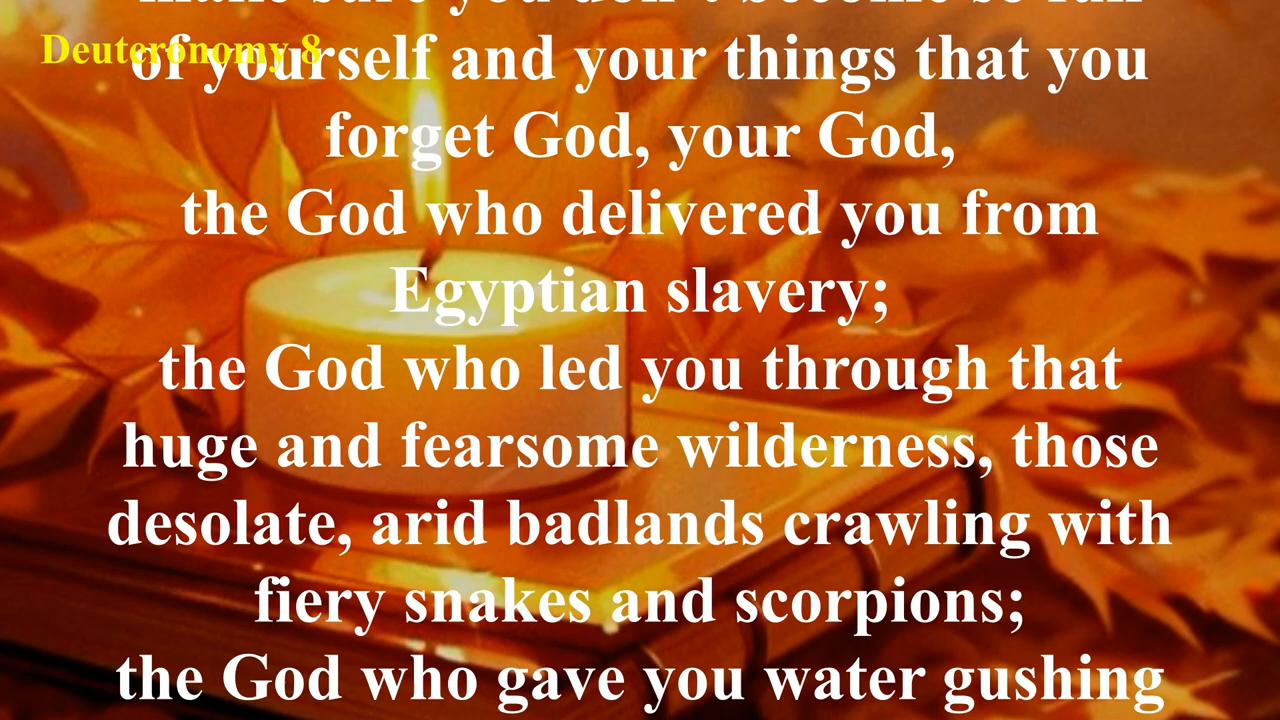 Deuteronomy 8
make sure you don't become so full
of yourself and your things that you
forget God, your God,
the God who delivered you from
Egyptian slavery;
the God who led you through that
huge and fearsome wilderness, those
desolate, arid badlands crawling with
fiery snakes and scorpions;
the God who gave you water gushing